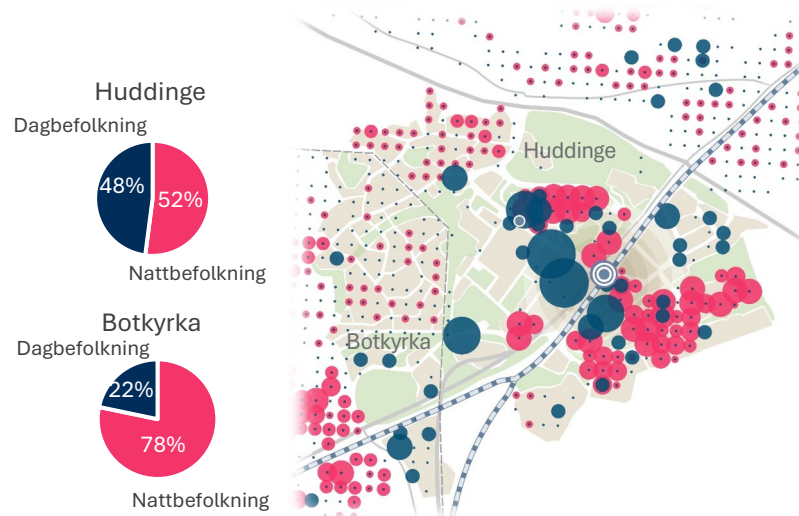 Huddinge
Dagbefolkning
48%
52%
Nattbefolkning
Botkyrka
Dagbefolkning
22%
78%
Nattbefolkning
Huddinge
Botkyrka